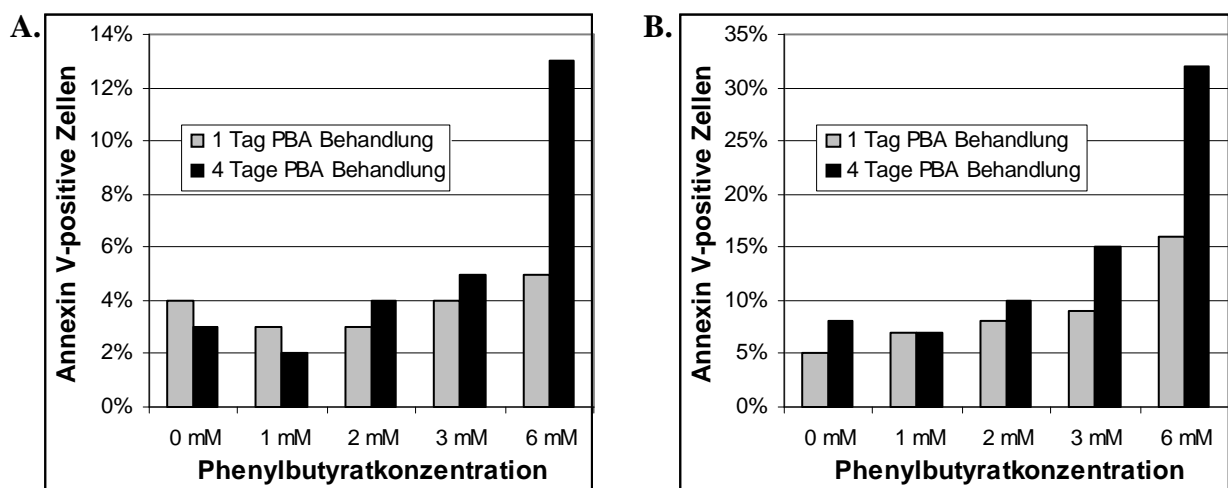 A.
Annexin V-positive Zellen
14%
12%
10%
8%
6%
4%
2%
0%
1 Tag PBA Behandlung
4 Tage PBA Behandlung
0 mM 1 mM 2 mM 3 mM 6 mM
Phenylbutyratkonzentration
B.
Annexin V-positive Zellen
35%
30%
25%
20%
15%
10%
5%
0%
1 Tag PBA Behandlung
4 Tage PBA Behandlung
0 mM 1 mM 2 mM 3 mM 6 mM
Phenylbutyratkonzentration